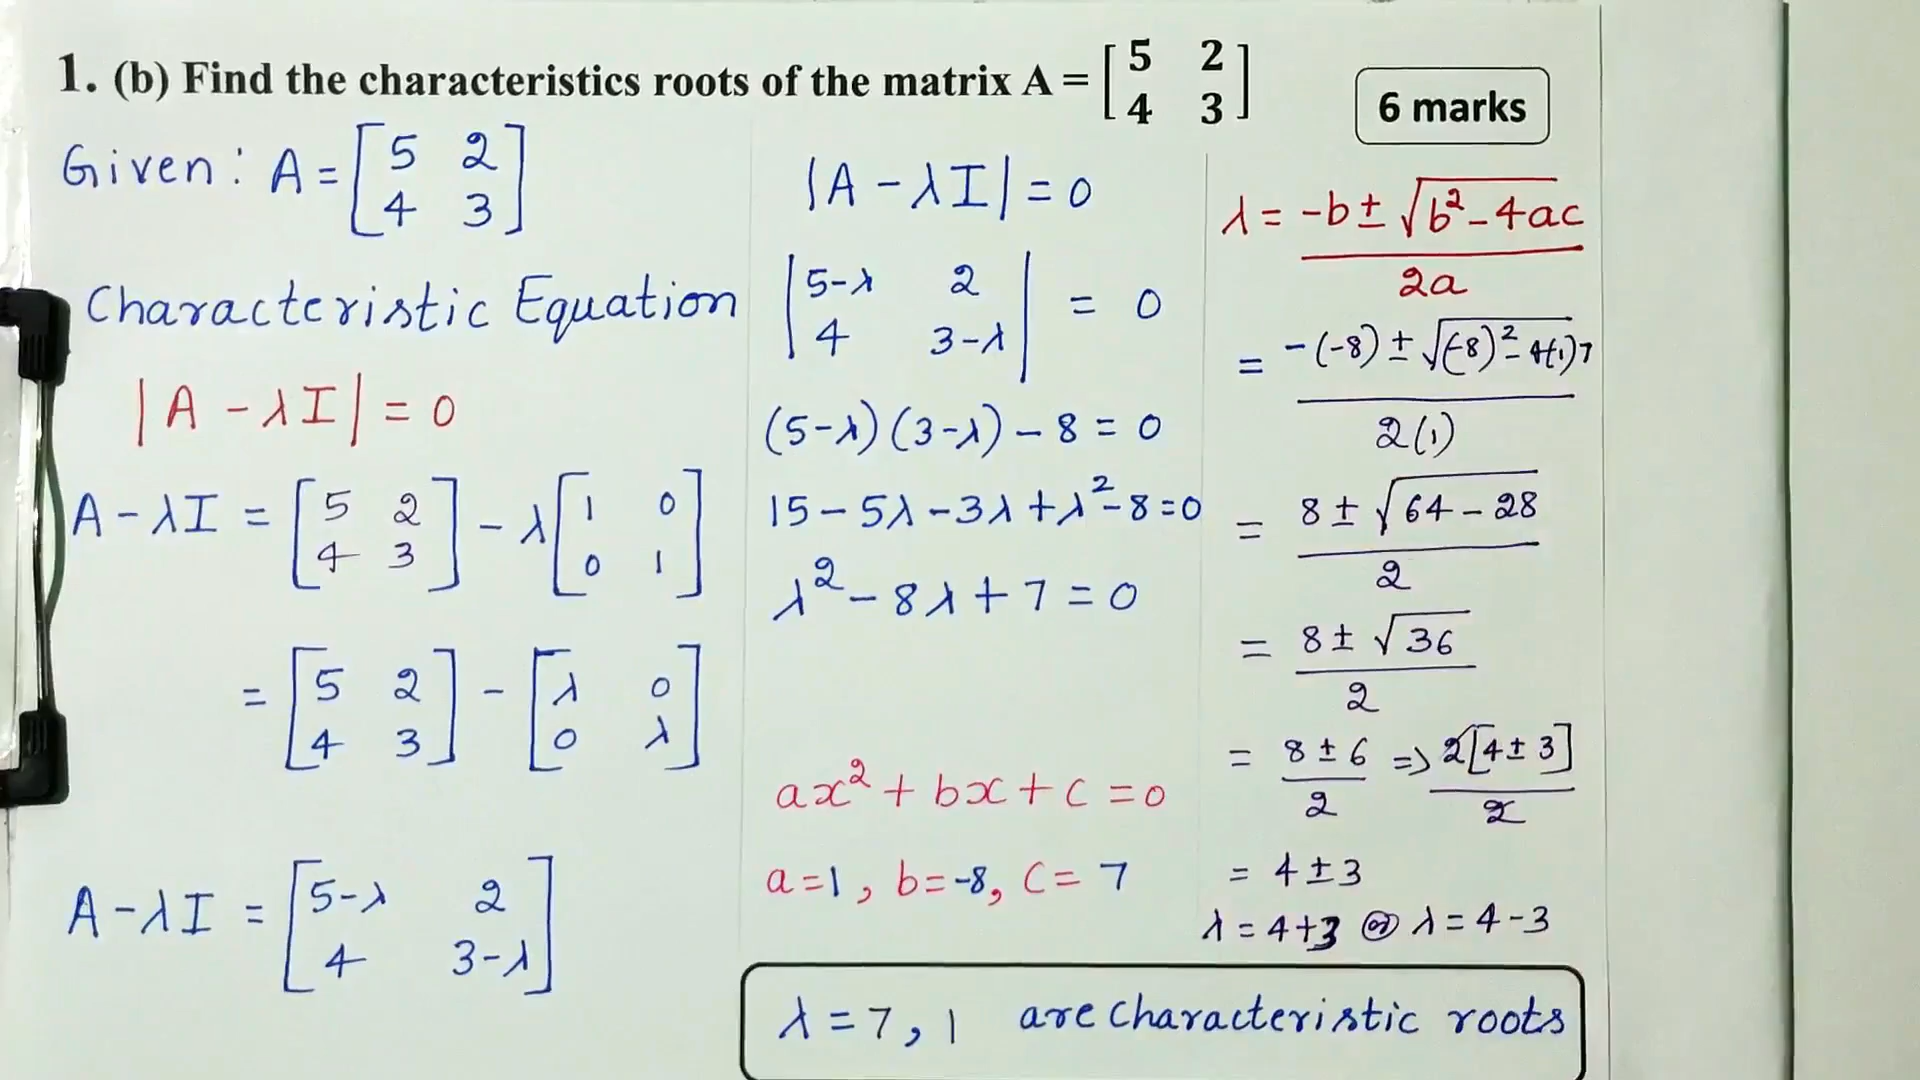 1. (b) Find the characteristics roots of the matrix A = [5 2
4 3]
6 marks
Given: A = [5 2
4 3]
Characteristic Equation
|A - λI| = 0
A - λI = [5 2
4 3] - λ[1 0
0 1]
= [5 2
4 3] - [λ 0
0 λ]
A - λI = [5-λ 2
4 3-λ]
|A - λI| = 0
|5-λ 2
4 3-λ| = 0
(5-λ)(3-λ) - 8 = 0
15 - 5λ - 3λ + λ² - 8 = 0
λ² - 8λ + 7 = 0
ax² + bx + c = 0
a = 1, b = -8, c = 7
λ = -b ± √b² - 4ac
2a
= -(-8) ± √(-8)² - 4(1)7
2(1)
= 8 ± √64 - 28
2
= 8 ± √36
2
= 8 ± 6 ⇒ 2[4 ± 3]
2 2
= 4 ± 3
λ = 4+3 or λ = 4-3
λ = 7, 1 are characteristic roots